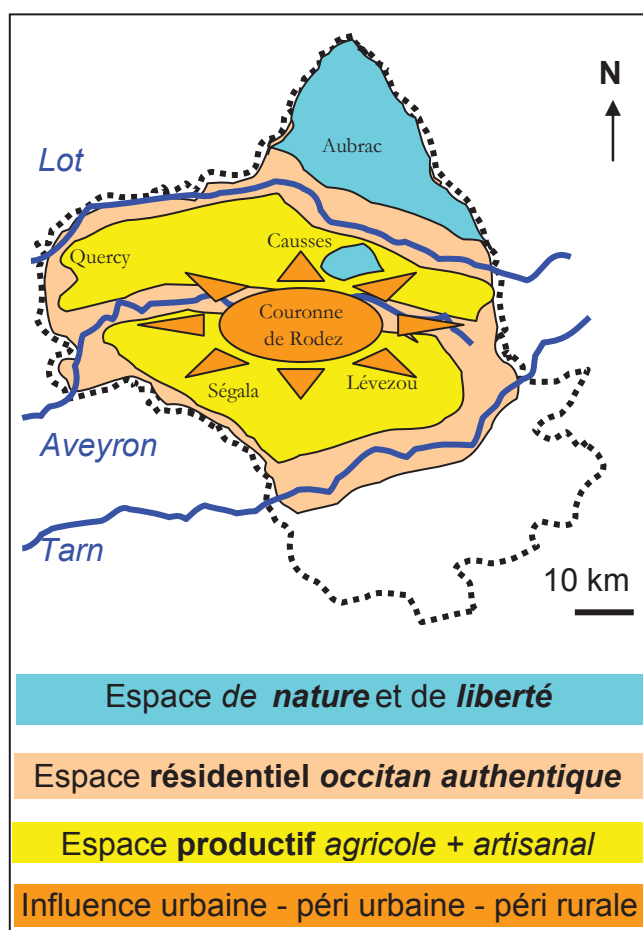 N
Aubrac
Lot
Causses
Quercy
Couronne
de Rodez
Ségala
Lévezou
Aveyron
Tarn
10 km
Espace de nature et de liberté
Espace résidentiel occitan authentique
Espace productif agricole + artisanal
Influence urbaine - péri urbaine - péri rurale